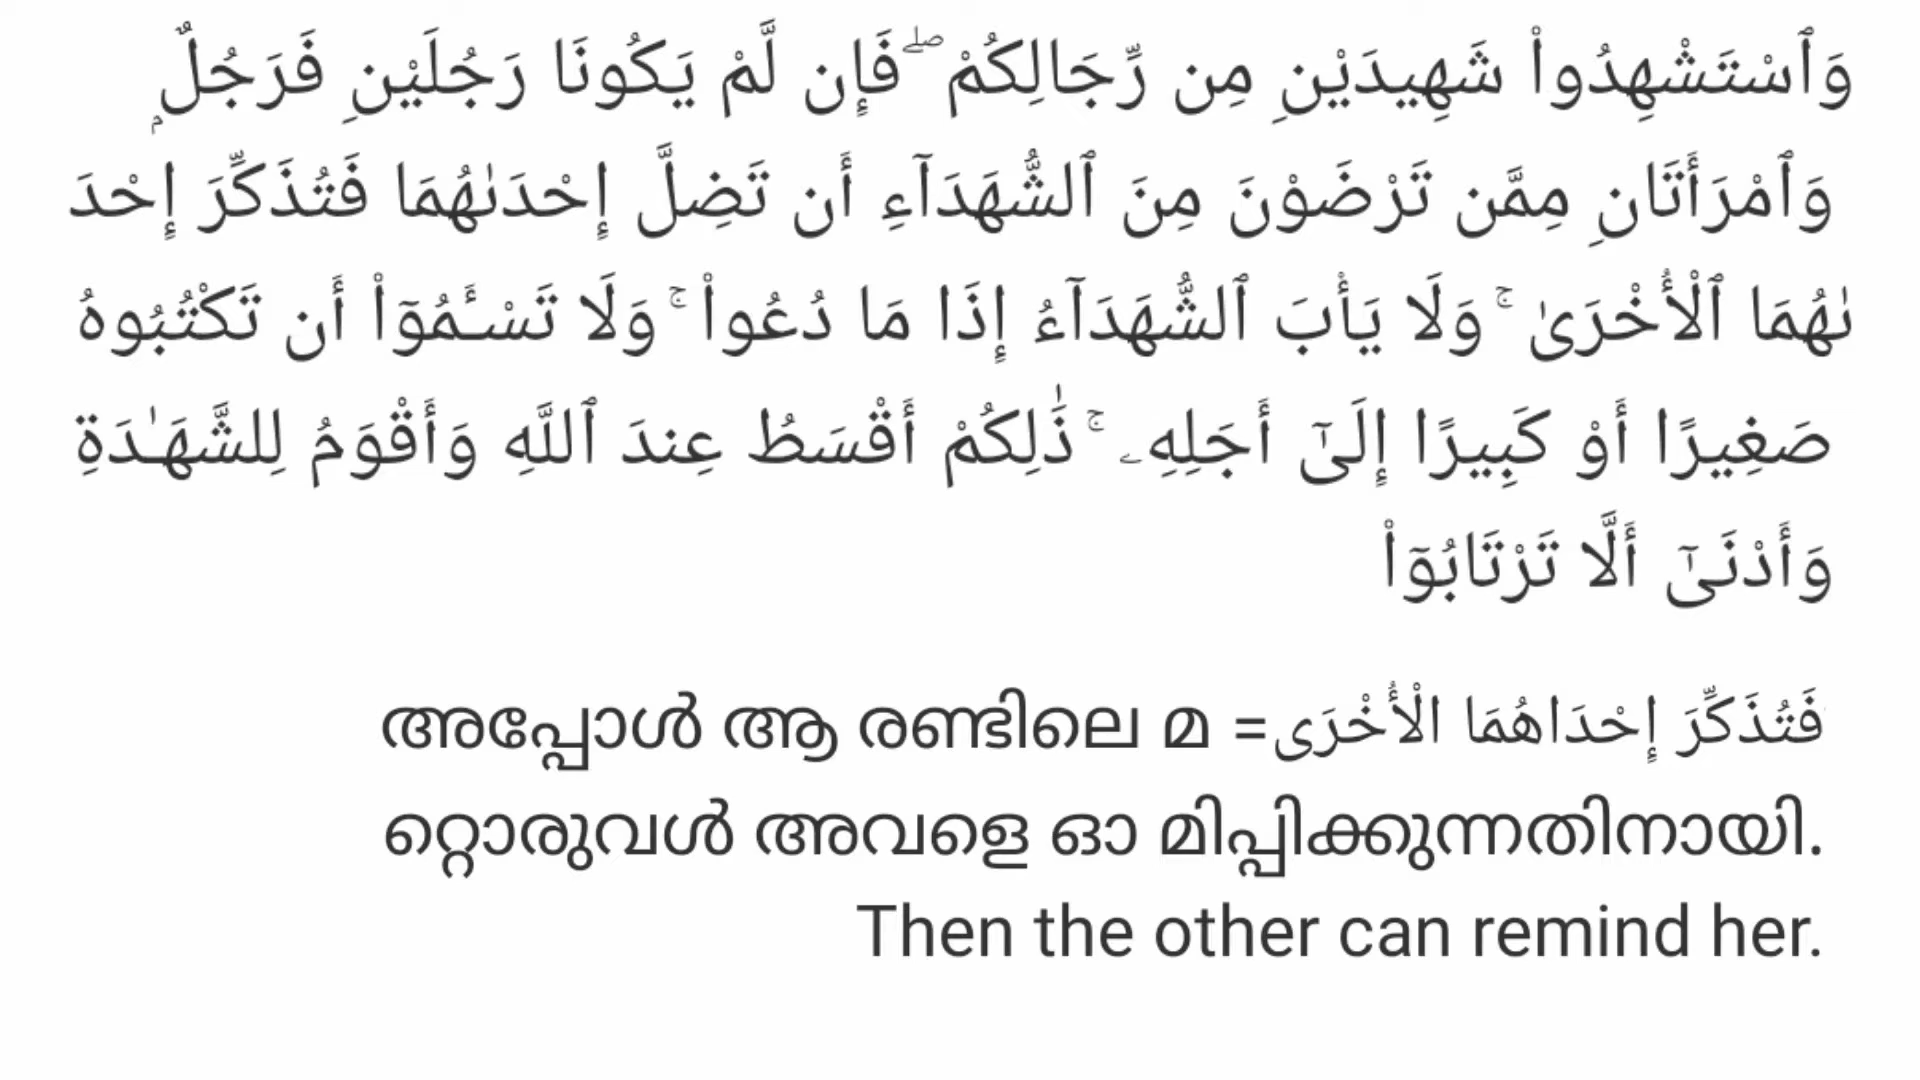 وَٱسْتَشْهِدُوا۟ شَهِيدَيْنِ مِن رِّجَالِكُمْ ۖ فَإِن لَّمْ يَكُونَا رَجُلَيْنِ فَرَجُلٌۭ
وَٱمْرَأَتَانِ مِمَّن تَرْضَوْنَ مِنَ ٱلشُّهَدَآءِ أَن تَضِلَّ إِحْدَىٰهُمَا فَتُذَكِّرَ إِحْدَ
ىٰهُمَا ٱلْأُخْرَىٰ ۚ وَلَا يَأْبَ ٱلشُّهَدَآءُ إِذَا مَا دُعُوا۟ ۚ وَلَا تَسْـَٔمُوٓا۟ أَن تَكْتُبُوهُ
صَغِيرًا أَوْ كَبِيرًا إِلَىٰٓ أَجَلِهِۦ ۚ ذَٰلِكُمْ أَقْسَطُ عِندَ ٱللَّهِ وَأَقْوَمُ لِلشَّهَـٰدَةِ
وَأَدْنَىٰٓ أَلَّا تَرْتَابُوٓا۟
فَتُذَكِّرَ إِحْدَاهُمَا الْأُخْرَى= അപ്പോൾ ആ രണ്ടിലെ മ
റ്റൊരുവൾ അവളെ ഓ മിപ്പിക്കുന്നതിനായി.
Then the other can remind her.